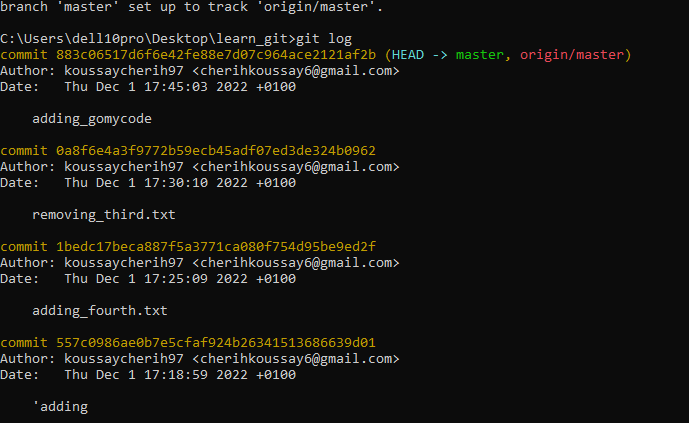 branch 'master' set up to track 'origin/master'.
C:\Users\dell10pro\Desktop\learn_git>git log
commit 883c06517d6f6e42fe88e7d07c964ace2121af2b (HEAD -> master, origin/master)
Author: koussaycherih97 <cherihkoussay6@gmail.com>
Date:   Thu Dec 1 17:45:03 2022 +0100
adding_gomycode
commit 0a8f6e4a3f9772b59ecb45adf07ed3de324b0962
Author: koussaycherih97 <cherihkoussay6@gmail.com>
Date:   Thu Dec 1 17:30:10 2022 +0100
removing_third.txt
commit 1bedc17beca887f5a3771ca080f754d95be9ed2f
Author: koussaycherih97 <cherihkoussay6@gmail.com>
Date:   Thu Dec 1 17:25:09 2022 +0100
adding_fourth.txt
commit 557c0986ae0b7e5cfaf924b26341513686639d01
Author: koussaycherih97 <cherihkoussay6@gmail.com>
Date:   Thu Dec 1 17:18:59 2022 +0100
'adding